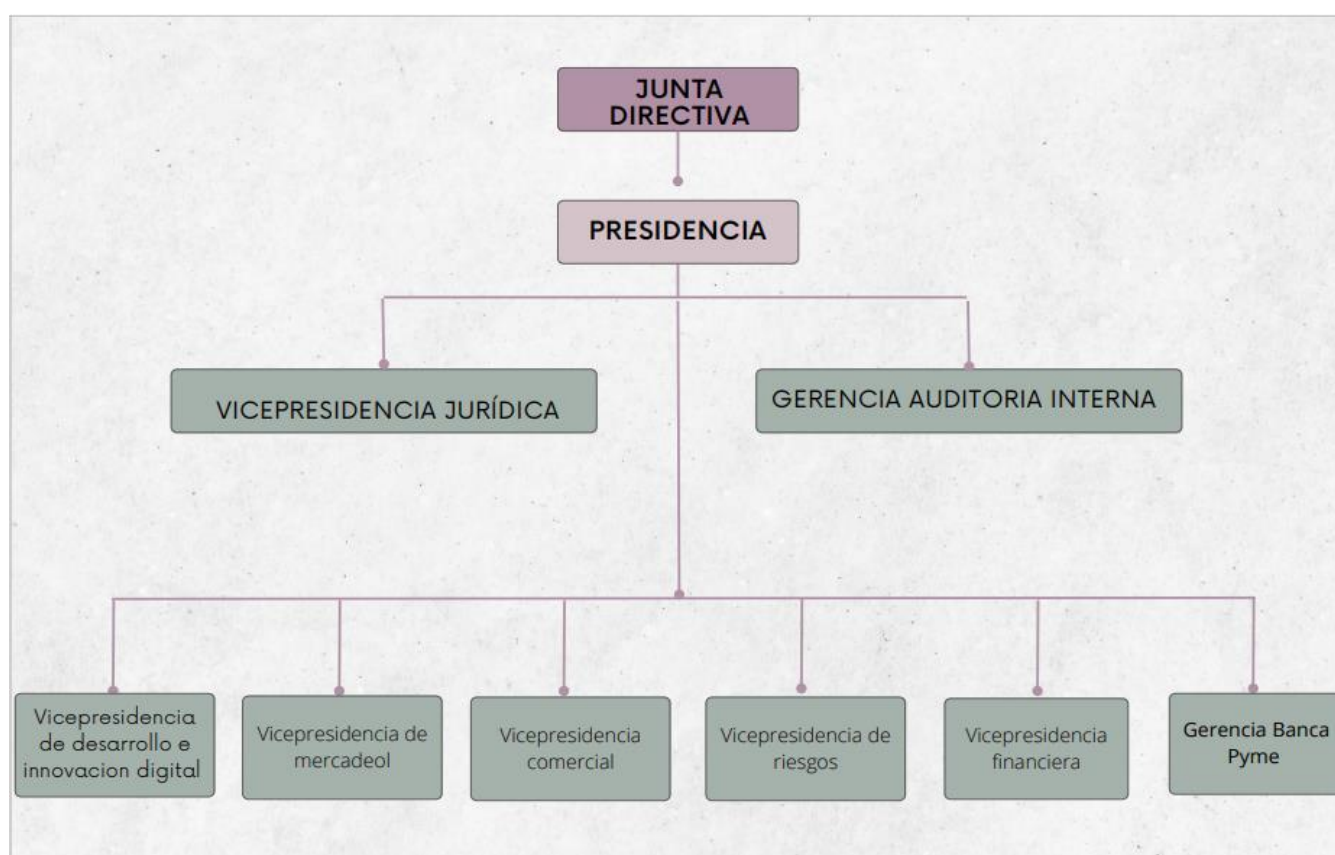 JUNTA
DIRECTIVA
PRESIDENCIA
VICEPRESIDENCIA JURÍDICA
GERENCIA AUDITORIA INTERNA
Vicepresidencia
de desarrollo e
innovacion digital
Vicepresidencia de
mercadeol
Vicepresidencia
comercial
Vicepresidencia de
riesgos
Vicepresidencia
financiera
Gerencia Banca
Pyme